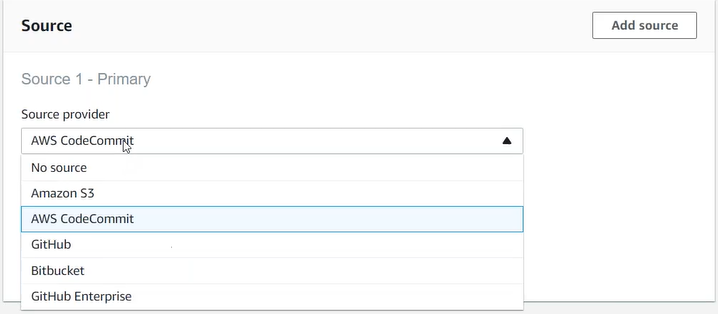 Source
Add source
Source 1 - Primary
Source provider
AWS CodeCommit
No source
Amazon S3
AWS CodeCommit
GitHub
Bitbucket
GitHub Enterprise